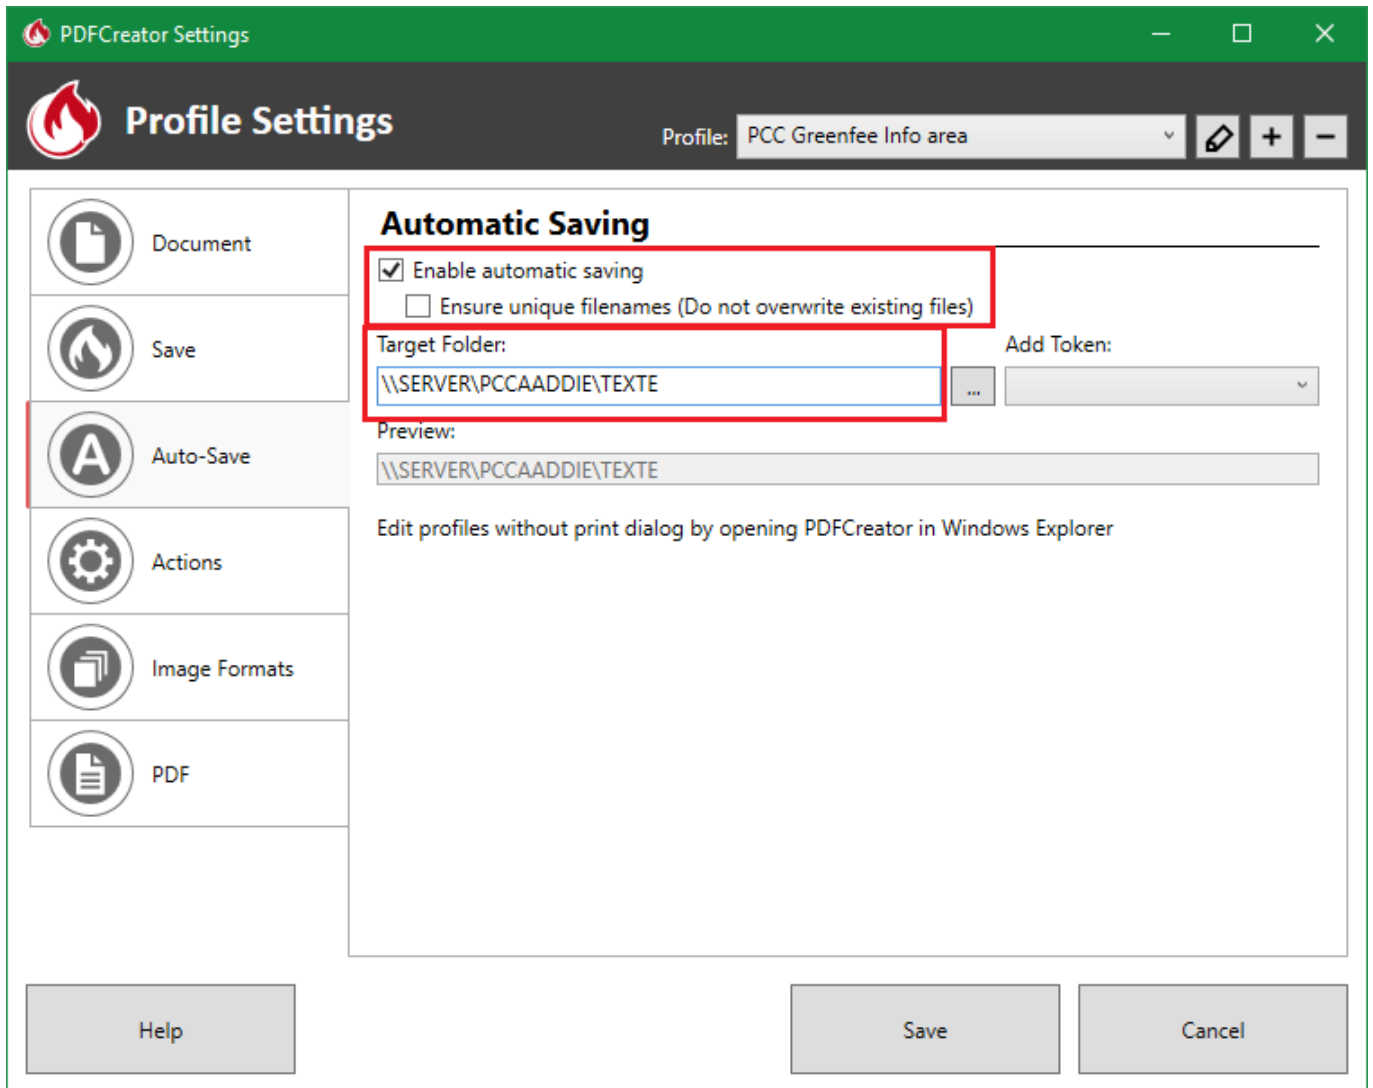 PDFCreator Settings
Profile Settings
Profile:
PCC Greenfee Info area
Document
Save
Auto-Save
Actions
Image Formats
PDF
Automatic Saving
Enable automatic saving
Ensure unique filenames (Do not overwrite existing files)
Target Folder:
Add Token:
\\SERVER\PCCAADDIE\TEXTE
...
Preview:
\\SERVER\PCCAADDIE\TEXTE
Edit profiles without print dialog by opening PDFCreator in Windows Explorer
Help
Save
Cancel